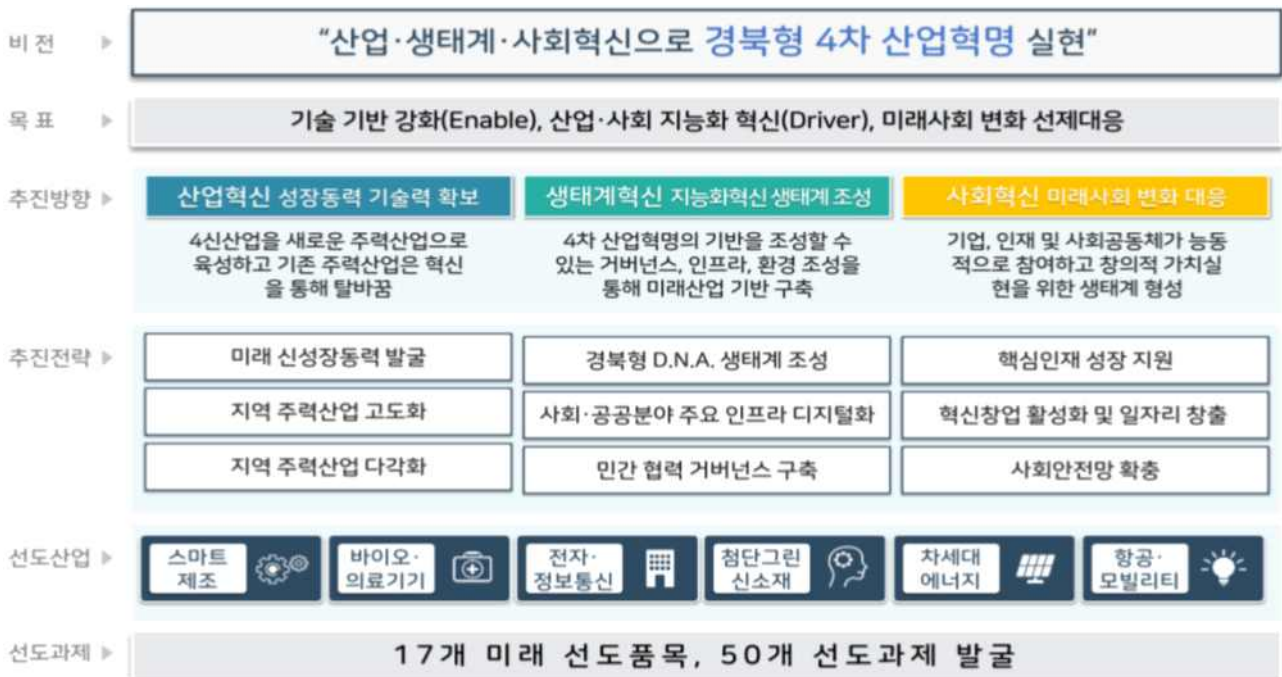 비전 ▶
“산업·생태계·사회혁신으로 경북형 4차 산업혁명 실현”
목표 ▶
기술 기반 강화(Enable), 산업·사회 지능화 혁신(Driver), 미래사회 변화 선제대응
추진방향 ▶
산업혁신 성장동력 기술력 확보
4신산업을 새로운 주력산업으로
육성하고 기존 주력산업은 혁신
을 통해 탈바꿈
생태계혁신 지능화혁신 생태계 조성
4차 산업혁명의 기반을 조성할 수
있는 거버넌스, 인프라, 환경 조성을
통해 미래산업 기반 구축
사회혁신 미래사회 변화 대응
기업, 인재 및 사회공동체가 능동
적으로 참여하고 창의적 가치실
현을 위한 생태계 형성
추진전략 ▶
미래 신성장동력 발굴
경북형 D.N.A. 생태계 조성
핵심인재 성장 지원
지역 주력산업 고도화
사회·공공분야 주요 인프라 디지털화
혁신창업 활성화 및 일자리 창출
지역 주력산업 다각화
민간 협력 거버넌스 구축
사회안전망 확충
선도산업 ▶
스마트
제조
바이오·
의료기기
전자·
정보통신
첨단그린
신소재
차세대
에너지
항공·
모빌리티
선도과제 ▶
17개 미래 선도품목, 50개 선도과제 발굴